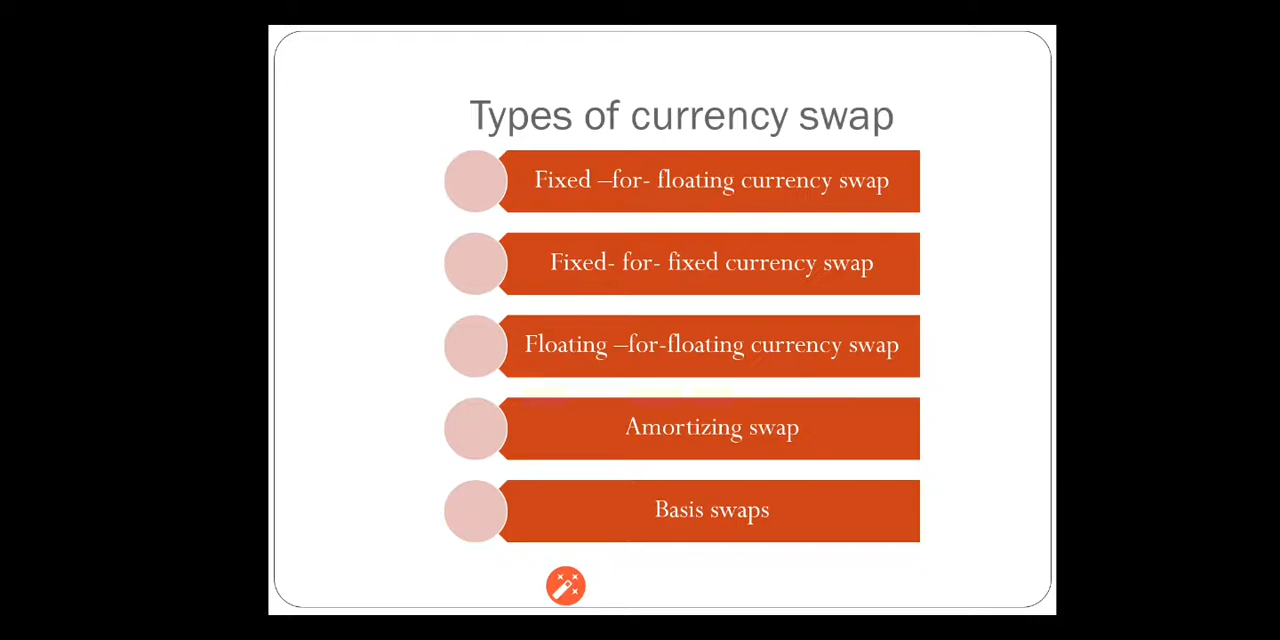 Types of currency swap
Fixed –for- floating currency swap
Fixed- for- fixed currency swap
Floating –for-floating currency swap
Amortizing swap
Basis swaps